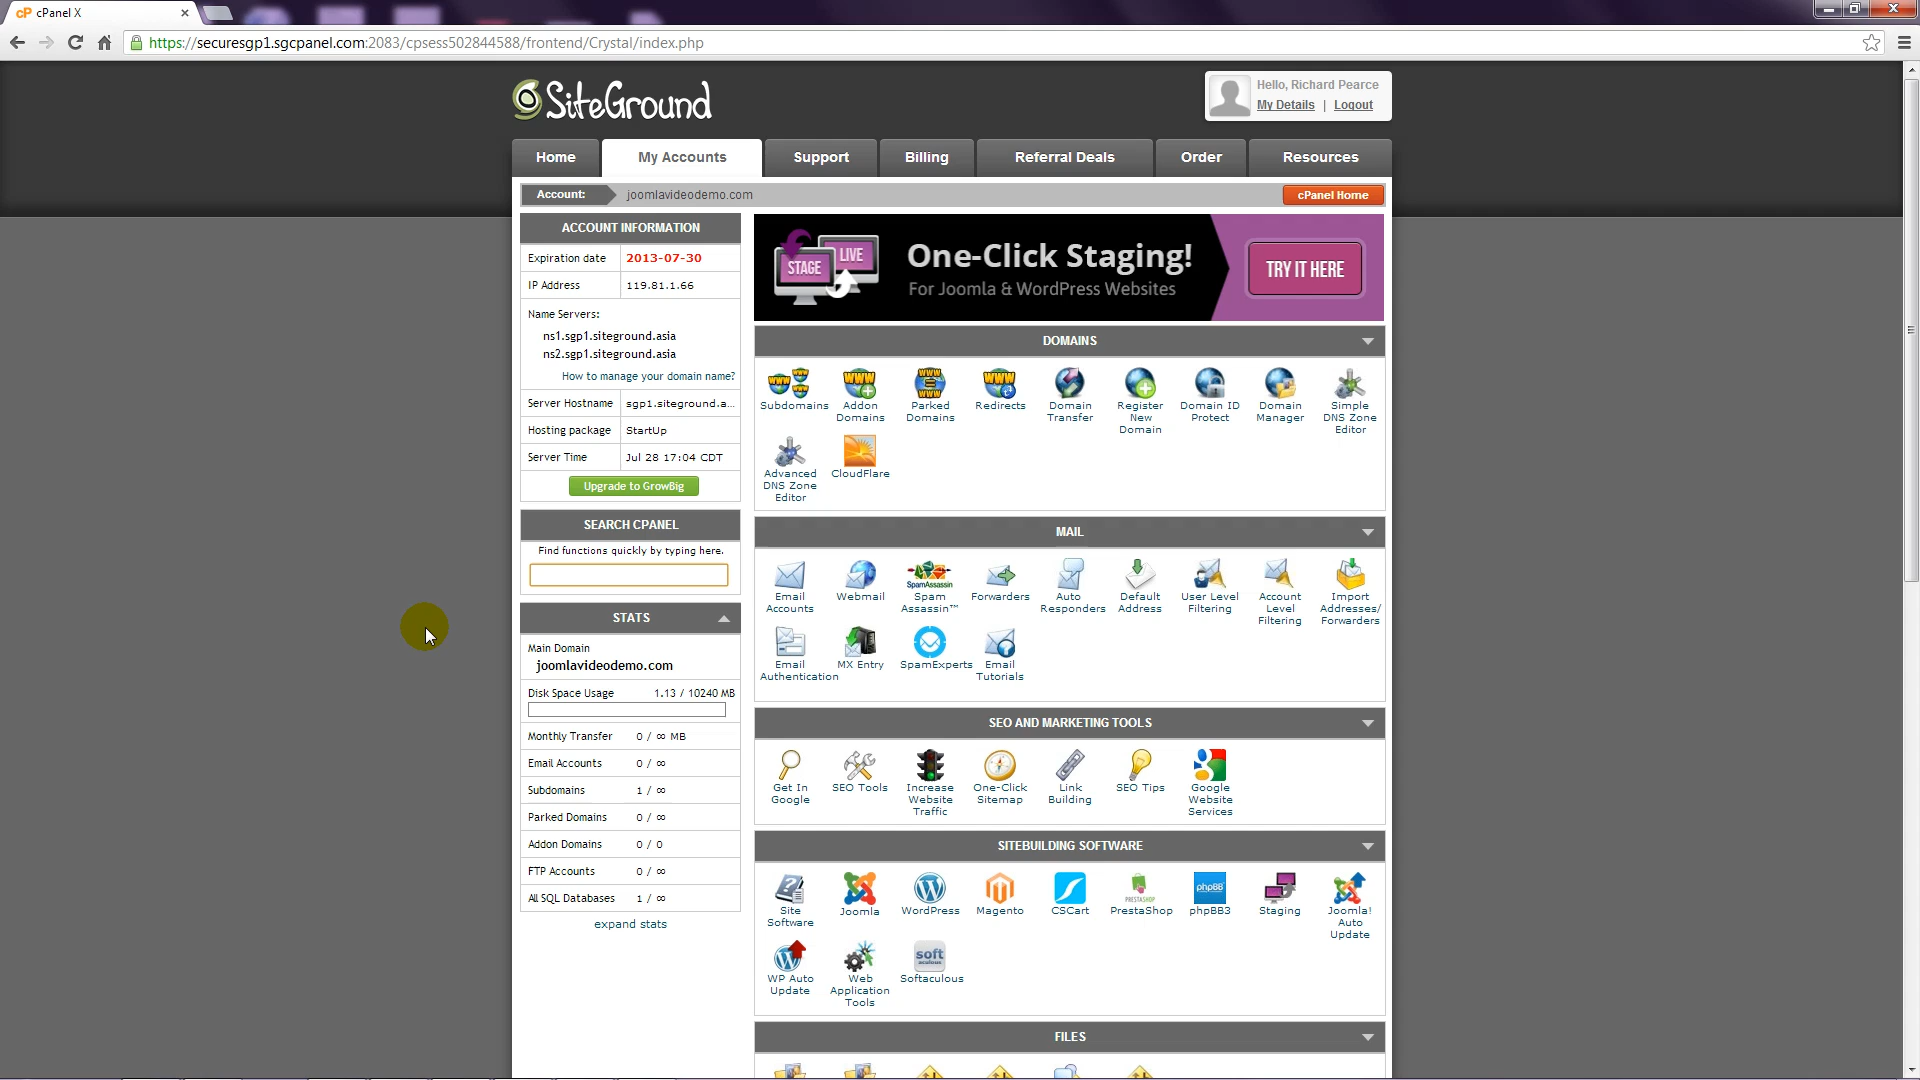 cPanel X
https://securesgp1.sgcpanel.com:2083/cpsess502844588/frontend/Crystal/index.php
SiteGround
Hello, Richard Pearce
My Details | Logout
Home
My Accounts
Support
Billing
Referral Deals
Order
Resources
Account:
joomlavideodemo.com
cPanel Home
ACCOUNT INFORMATION
Expiration date 2013-07-30
IP Address 119.81.1.66
Name Servers:
ns1.sgp1.siteground.asia
ns2.sgp1.siteground.asia
How to manage your domain name?
Server Hostname sgp1.siteground.a...
Hosting package StartUp
Server Time Jul 28 17:04 CDT
Upgrade to GrowBig
SEARCH CPANEL
Find functions quickly by typing here.
STATS
Main Domain
joomlavideodemo.com
Disk Space Usage 1.13 / 10240 MB
Monthly Transfer 0 / ∞ MB
Email Accounts 0 / ∞
Subdomains 1 / ∞
Parked Domains 0 / ∞
Addon Domains 0 / 0
FTP Accounts 0 / ∞
All SQL Databases 1 / ∞
expand stats
STAGE
LIVE
One-Click Staging!
For Joomla & WordPress Websites
TRY IT HERE
DOMAINS
Subdomains
Addon
Domains
Parked
Domains
Redirects
Domain
Transfer
Register
New
Domain
Domain ID
Protect
Domain
Manager
Simple
DNS Zone
Editor
Advanced
DNS Zone
Editor
CloudFlare
MAIL
Email
Accounts
Webmail
SpamAssassin
Spam
Assassin™
Forwarders
Auto
Responders
Default
Address
User Level
Filtering
Account
Level
Filtering
Import
Addresses/
Forwarders
Email
Authentication
MX Entry
SpamExperts
Email
Tutorials
SEO AND MARKETING TOOLS
Get In
Google
SEO Tools
Increase
Website
Traffic
One-Click
Sitemap
Link
Building
SEO Tips
Google
Website
Services
SITEBUILDING SOFTWARE
Site
Software
Joomla
WordPress
Magento
CSCart
PRESTASHOP
PrestaShop
phpBB
phpBB3
Staging
Joomla!
Auto
Update
WP Auto
Update
Web
Application
Tools
soft
aculous
Softaculous
FILES